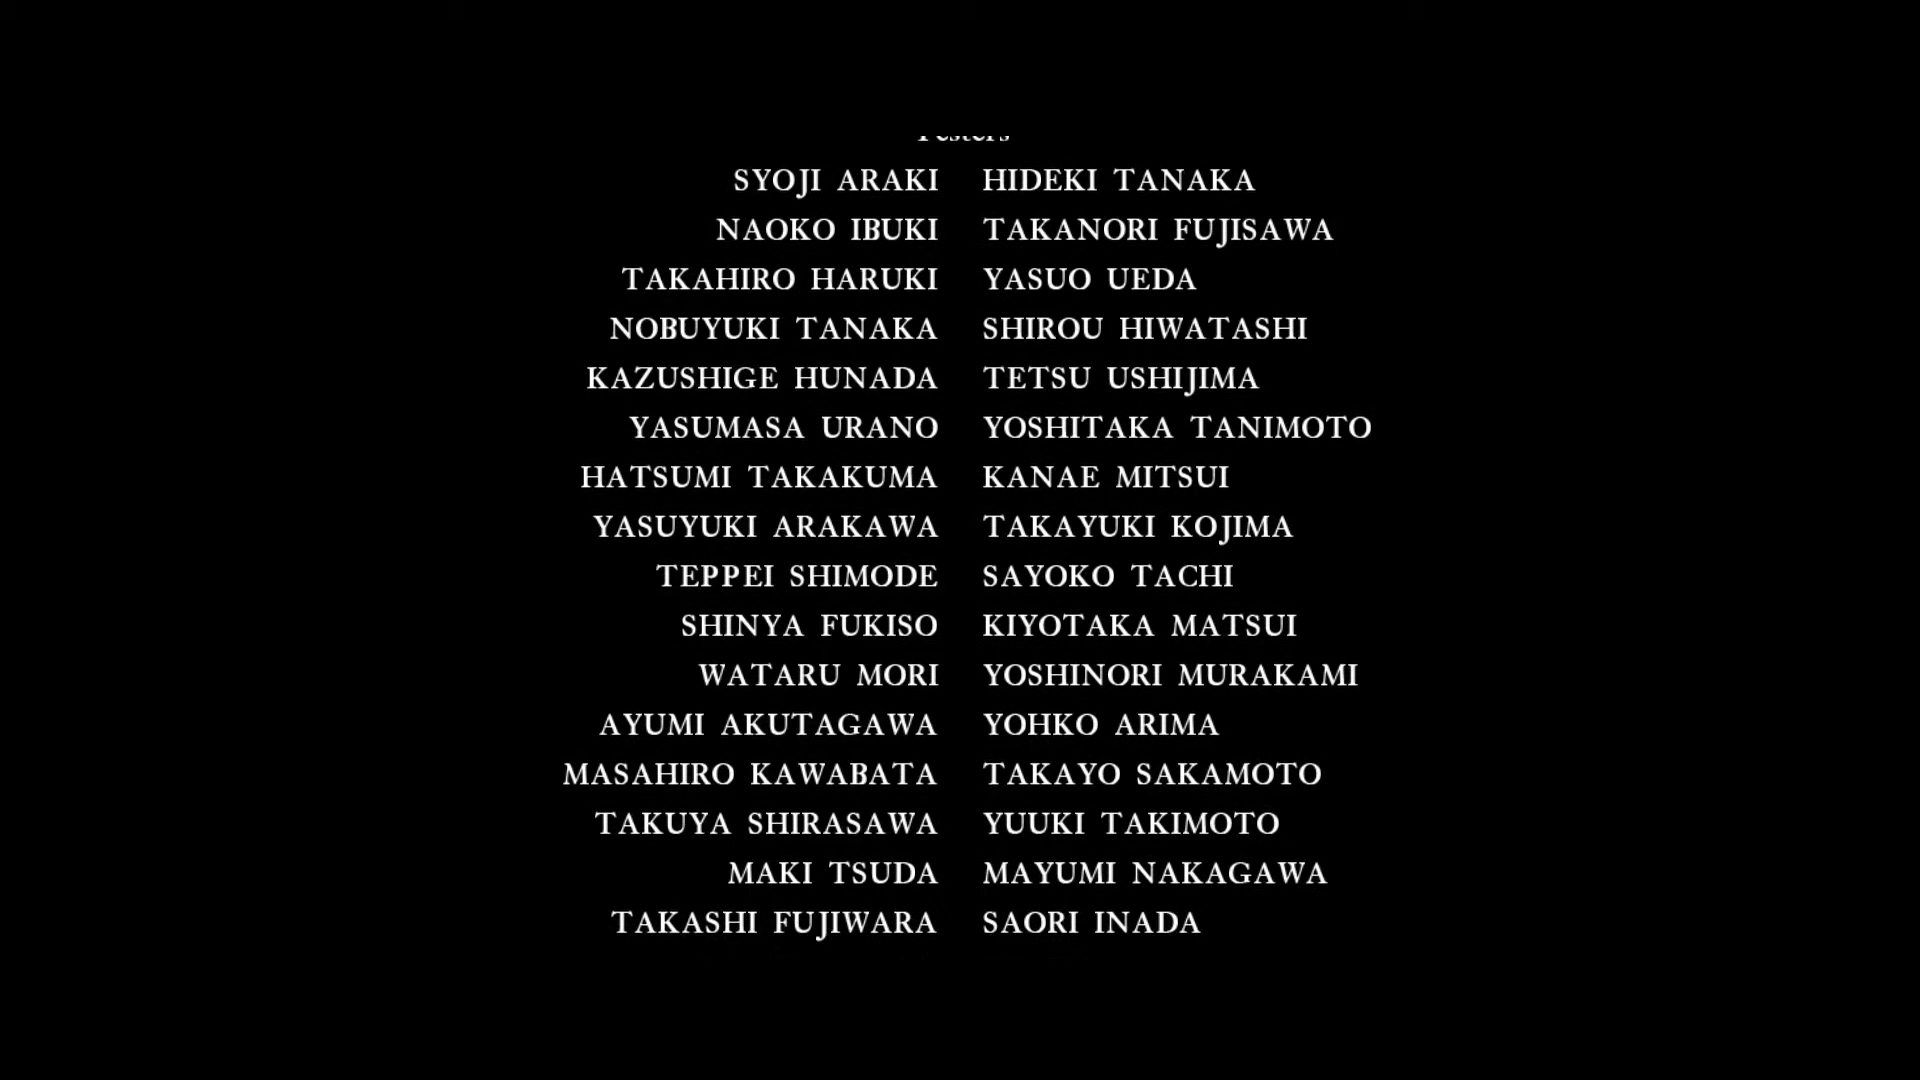 Testers
SYOJI ARAKI HIDEKI TANAKA
NAOKO IBUKI TAKANORI FUJISAWA
TAKAHIRO HARUKI YASUO UEDA
NOBUYUKI TANAKA SHIROU HIWATASHI
KAZUSHIGE HUNADA TETSU USHIJIMA
YASUMASA URANO YOSHITAKA TANIMOTO
HATSUMI TAKAKUMA KANAE MITSUI
YASUYUKI ARAKAWA TAKAYUKI KOJIMA
TEPPEI SHIMODE SAYOKO TACHI
SHINYA FUKISO KIYOTAKA MATSUI
WATARU MORI YOSHINORI MURAKAMI
AYUMI AKUTAGAWA YOHKO ARIMA
MASAHIRO KAWABATA TAKAYO SAKAMOTO
TAKUYA SHIRASAWA YUUKI TAKIMOTO
MAKI TSUDA MAYUMI NAKAGAWA
TAKASHI FUJIWARA SAORI INADA